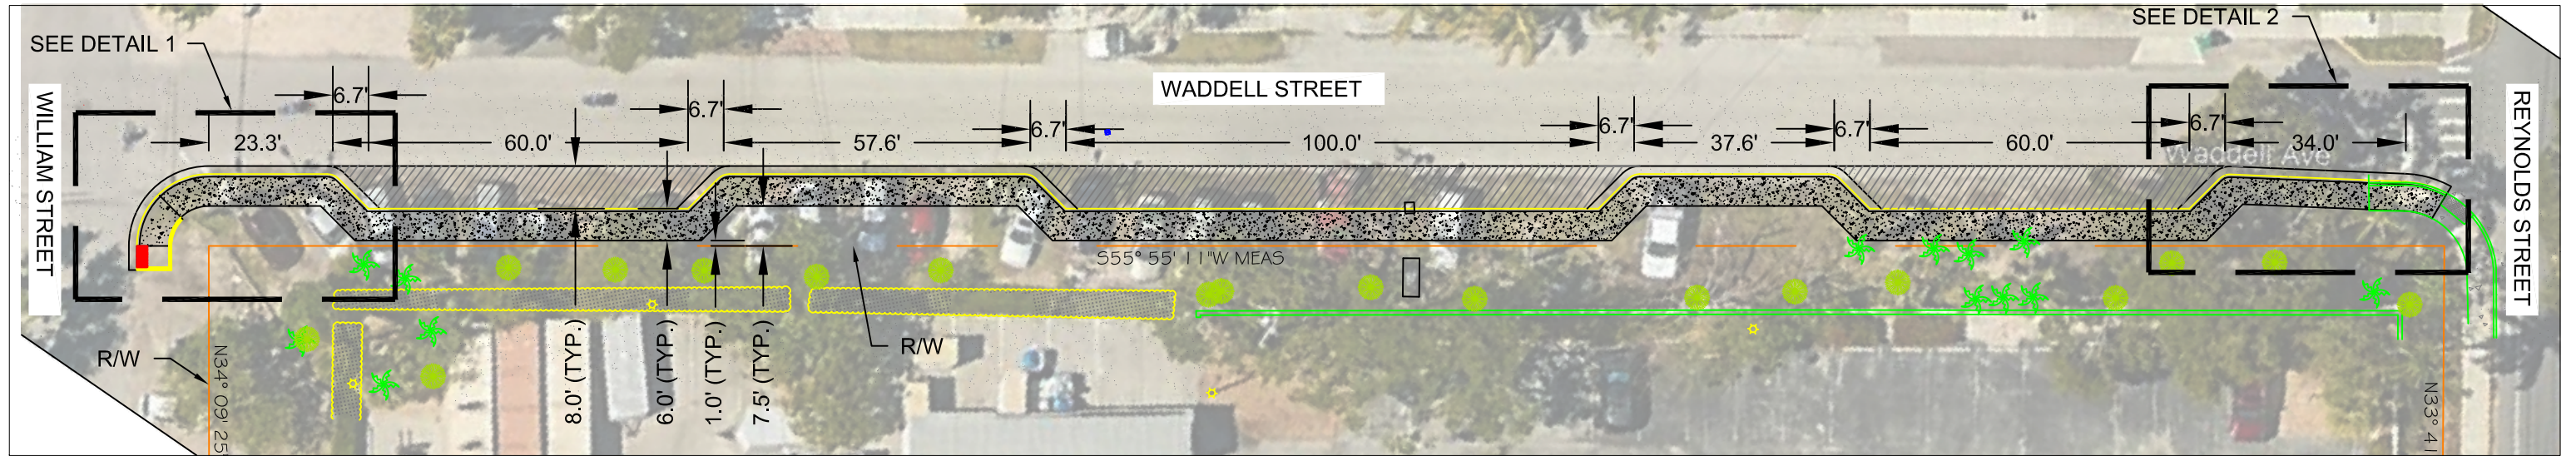 SEE DETAIL 1
SEE DETAIL 2
WADDELL STREET
WILLIAM STREET
REYNOLDS STREET
6.7'
6.7'
6.7'
6.7'
6.7'
6.7'
23.3'
60.0'
57.6'
100.0'
37.6'
60.0'
34.0'
Waddell Ave
S55° 55' 11"W MEAS
8.0' (TYP.)
6.0' (TYP.)
1.0' (TYP.)
7.5' (TYP.)
R/W
R/W
N34° 09' 25"
N33° 41